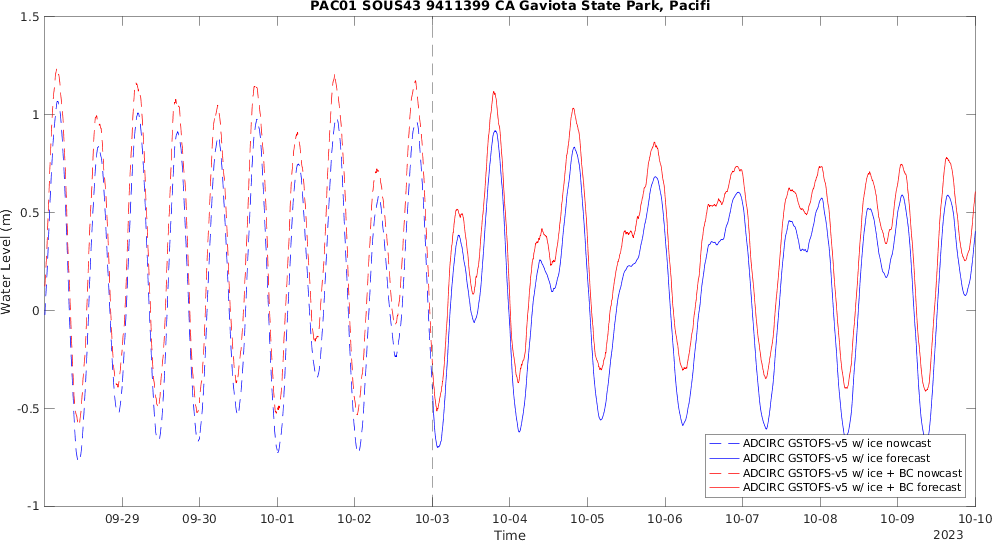 PAC01 SOUS43 9411399 CA Gaviota State Park, Pacifi
1.5
1
0.5
0
-0.5
-1
Water Level (m)
09-29 09-30 10-01 10-02 10-03 10-04 10-05 10-06 10-07 10-08 10-09 10-10
Time
2023
ADCIRC GSTOFS-v5 w/ ice nowcast
ADCIRC GSTOFS-v5 w/ ice forecast
ADCIRC GSTOFS-v5 w/ ice + BC nowcast
ADCIRC GSTOFS-v5 w/ ice + BC forecast